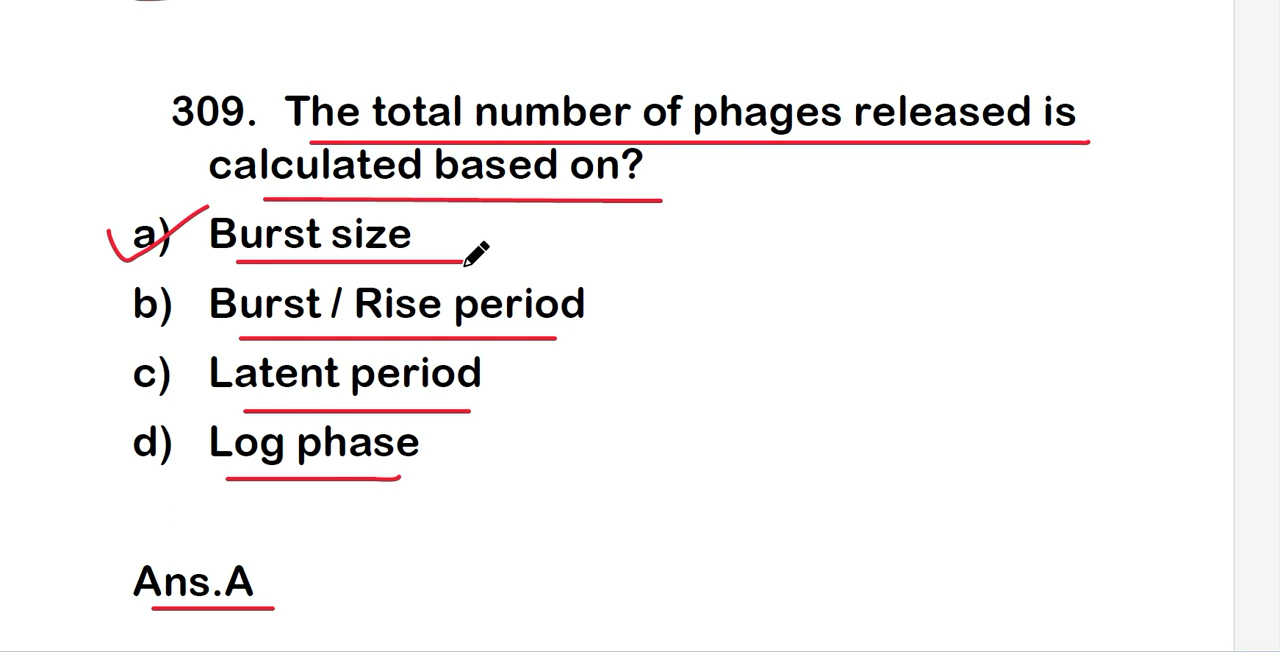 309. The total number of phages released is
calculated based on?
a) Burst size
b) Burst / Rise period
c) Latent period
d) Log phase
Ans.A